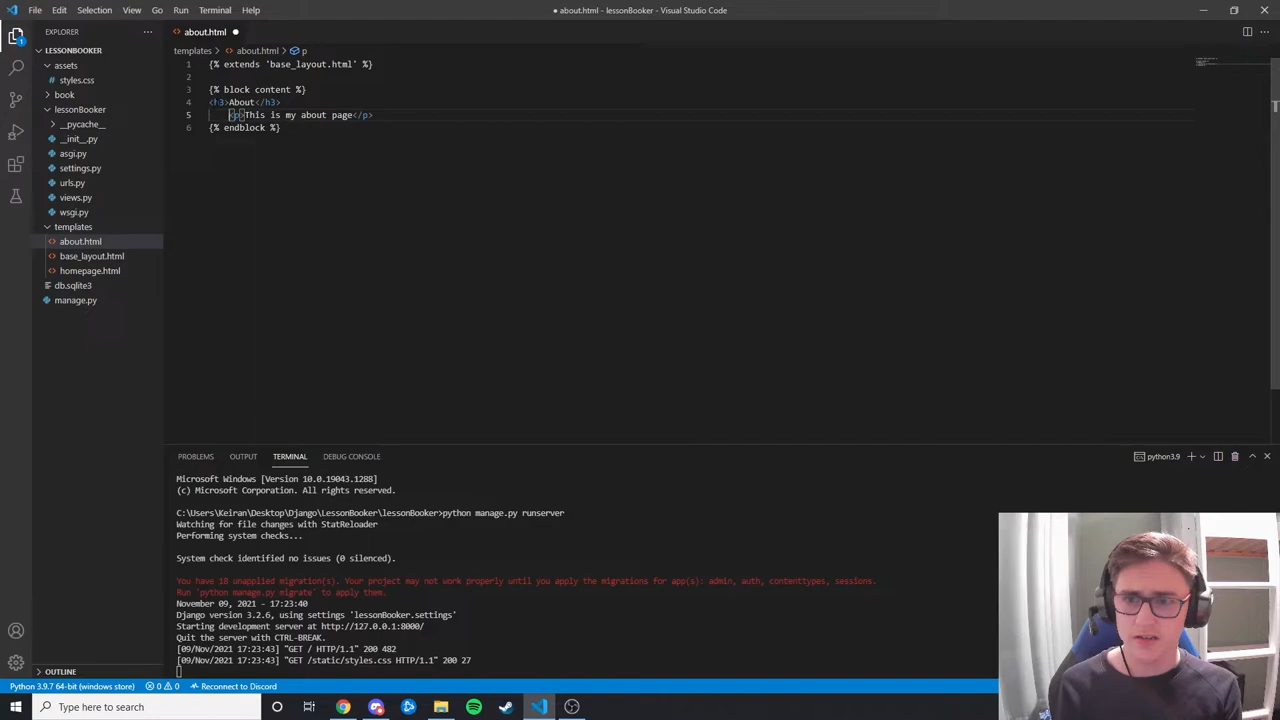 File Edit Selection View Go Run Terminal Help
● about.html - lessonBooker - Visual Studio Code
EXPLORER
LESSONBOOKER
assets
styles.css
book
lessonBooker
__pycache__
__init__.py
asgi.py
settings.py
urls.py
views.py
wsgi.py
templates
about.html
base_layout.html
homepage.html
db.sqlite3
manage.py
OUTLINE
about.html
templates > about.html > p
1 {% extends 'base_layout.html' %}
2
3 {% block content %}
4 <h3>About</h3>
5 <p>This is my about page</p>
6 {% endblock %}
PROBLEMS OUTPUT TERMINAL DEBUG CONSOLE
python3.9
Microsoft Windows [Version 10.0.19043.1288]
(c) Microsoft Corporation. All rights reserved.
C:\Users\Keiran\Desktop\Django\LessonBooker\lessonBooker>python manage.py runserver
Watching for file changes with StatReloader
Performing system checks...
System check identified no issues (0 silenced).
You have 18 unapplied migration(s). Your project may not work properly until you apply the migrations for app(s): admin, auth, contenttypes, sessions.
Run 'python manage.py migrate' to apply them.
November 09, 2021 - 17:23:40
Django version 3.2.6, using settings 'lessonBooker.settings'
Starting development server at http://127.0.0.1:8000/
Quit the server with CTRL-BREAK.
[09/Nov/2021 17:23:43] "GET / HTTP/1.1" 200 482
[09/Nov/2021 17:23:43] "GET /static/styles.css HTTP/1.1" 200 27
Python 3.9.7 64-bit (windows store) 0 0 Reconnect to Discord
Type here to search